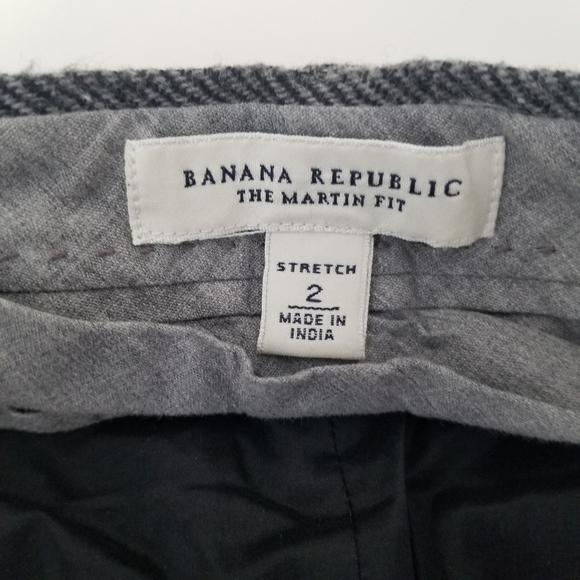 BANANA REPUBLIC
THE MARTIN FIT
STRETCH
2
MADE IN
INDIA